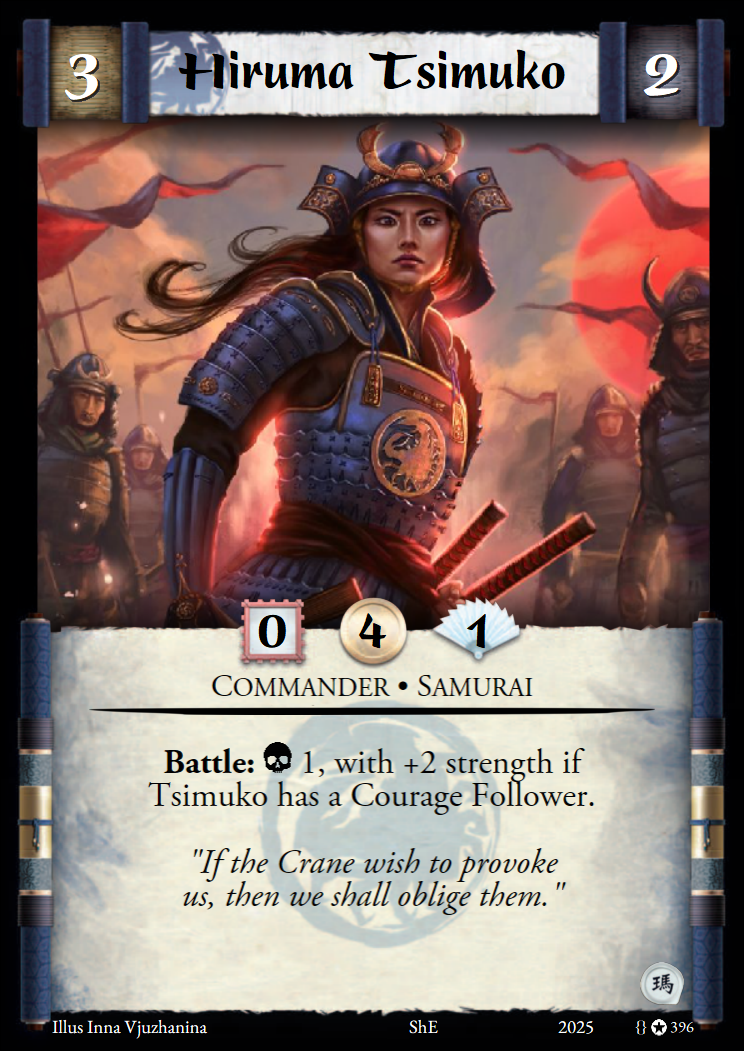 3 Hiruma Tsimuko 2
0 4 1
Commander • Samurai
Battle: 1, with +2 strength if
Tsimuko has a Courage Follower.
"If the Crane wish to provoke
us, then we shall oblige them."
瑪
Illus Inna Vjuzhanina ShE 2025 {} 396